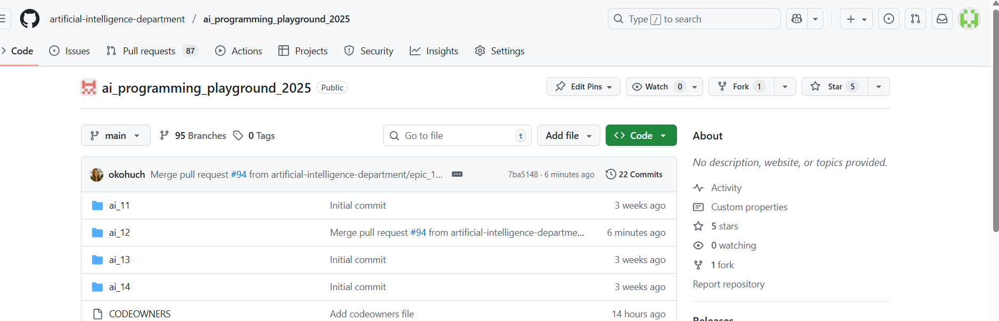 artificial-intelligence-department / ai_programming_playground_2025
Type / to search
Code Issues Pull requests 87 Actions Projects Security Insights Settings
ai_programming_playground_2025 Public
Edit Pins Watch 0 Fork 1 Star 5
main 95 Branches 0 Tags
Go to file t Add file Code
okohuch Merge pull request #94 from artificial-intelligence-department/epic_1... 7ba5148 · 6 minutes ago 22 Commits
ai_11 Initial commit 3 weeks ago
ai_12 Merge pull request #94 from artificial-intelligence-departme... 6 minutes ago
ai_13 Initial commit 3 weeks ago
ai_14 Initial commit 3 weeks ago
CODEOWNERS Add codeowners file 14 hours ago
About
No description, website, or topics provided.
Activity
Custom properties
5 stars
0 watching
1 fork
Report repository
Releases